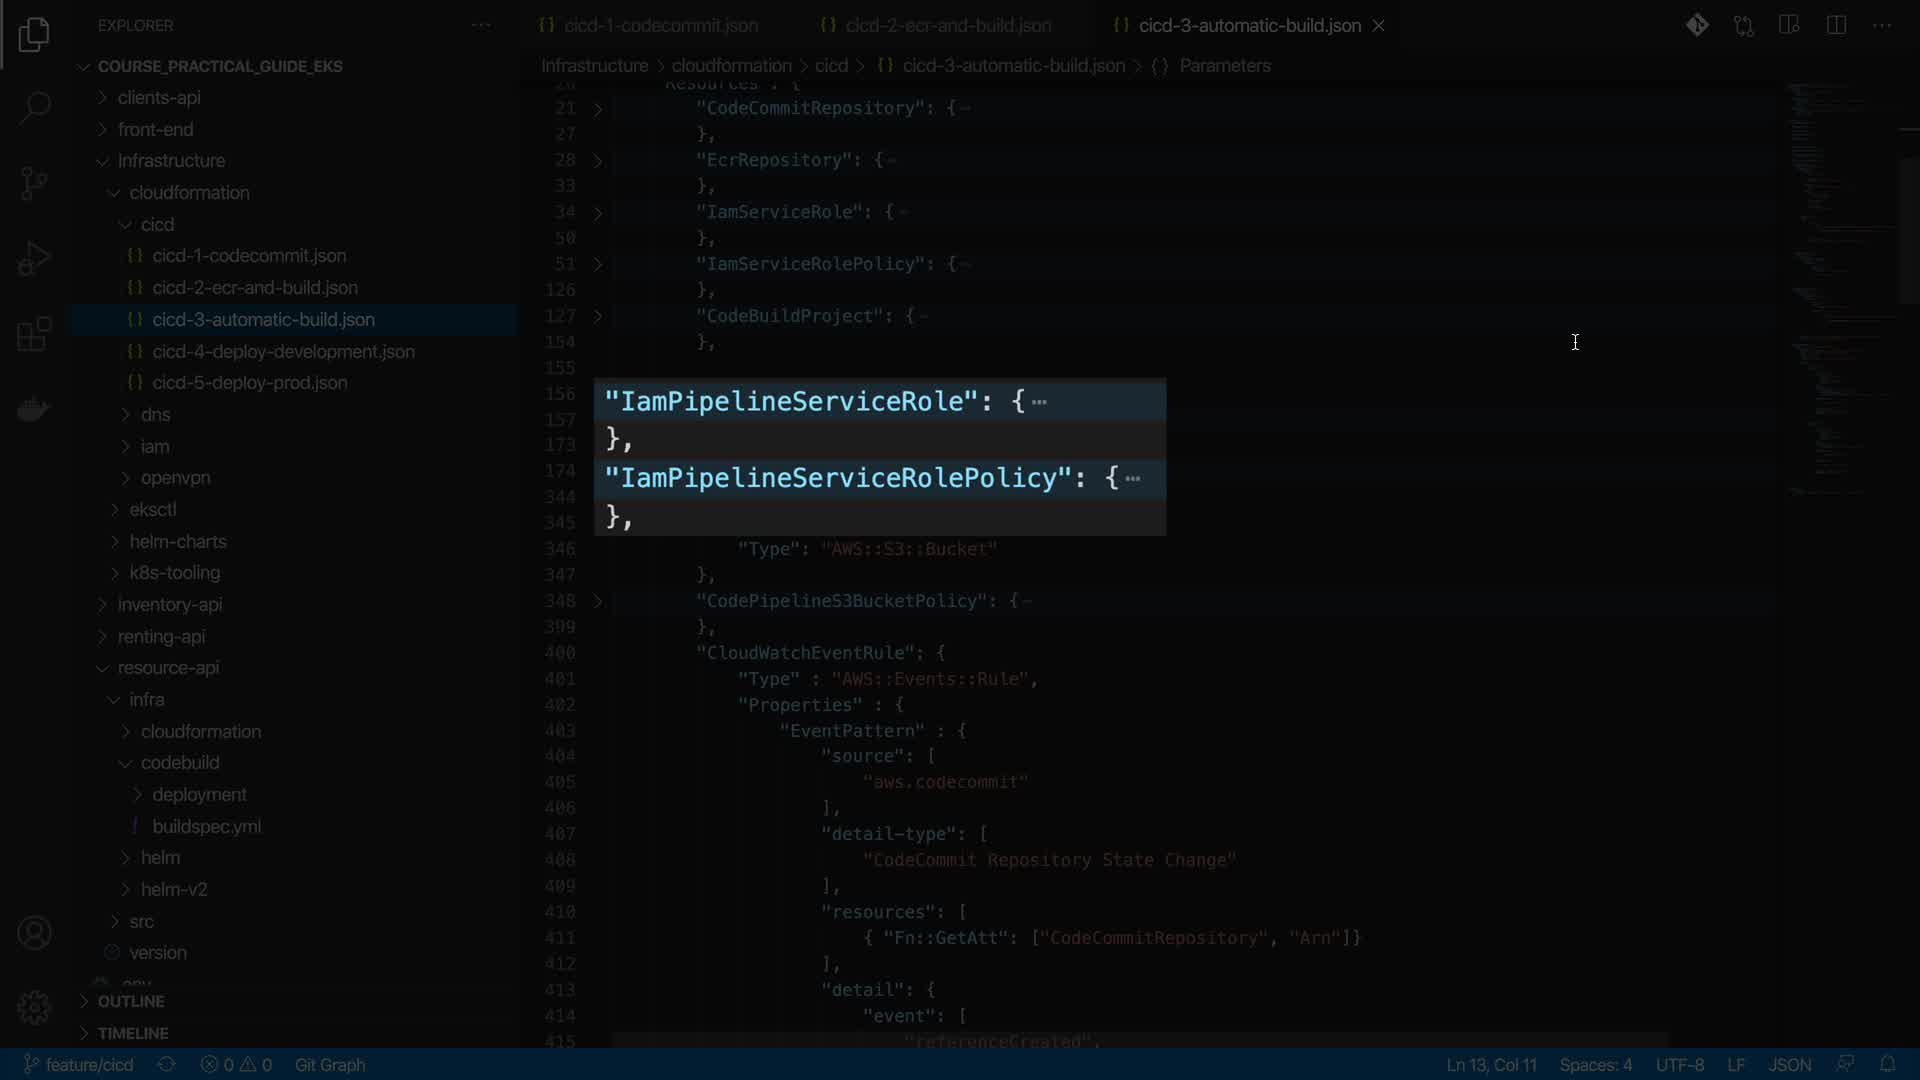 EXPLORER
cicd-1-codecommit.json
cicd-2-ecr-and-build.json
cicd-3-automatic-build.json
COURSE_PRACTICAL_GUIDE_EKS
clients-api
front-end
Infrastructure
cloudformation
cicd
cicd-1-codecommit.json
cicd-2-ecr-and-build.json
cicd-3-automatic-build.json
cicd-4-deploy-development.json
cicd-5-deploy-prod.json
dns
iam
openvpn
eksctl
helm-charts
k8s-tooling
inventory-api
renting-api
resource-api
infra
cloudformation
codebuild
deployment
buildspec.yml
helm
helm-v2
src
version
OUTLINE
TIMELINE
Infrastructure > cloudformation > cicd > {} cicd-3-automatic-build.json > {} Parameters
20 "Resources": {
21 "CodeCommitRepository": {
27 },
28 "EcrRepository": {
33 },
34 "IamServiceRole": {
50 },
51 "IamServiceRolePolicy": {
126 },
127 "CodeBuildProject": {
154 },
155
156
157 "IamPipelineServiceRole": {
173 },
174 "IamPipelineServiceRolePolicy": {
344 },
345
346 "Type": "AWS::S3::Bucket"
347 },
348 "CodePipelineS3BucketPolicy": {
399 },
400 "CloudWatchEventRule": {
401 "Type" : "AWS::Events::Rule",
402 "Properties" : {
403 "EventPattern" : {
404 "source": [
405 "aws.codecommit"
406 ],
407 "detail-type": [
408 "CodeCommit Repository State Change"
409 ],
410 "resources": [
411 { "Fn::GetAtt": ["CodeCommitRepository", "Arn"]}
412 ],
413 "detail": {
414 "event": [
415 "referenceCreated",
feature/cicd
0
0
Git Graph
Ln 13, Col 11
Spaces: 4
UTF-8
LF
JSON